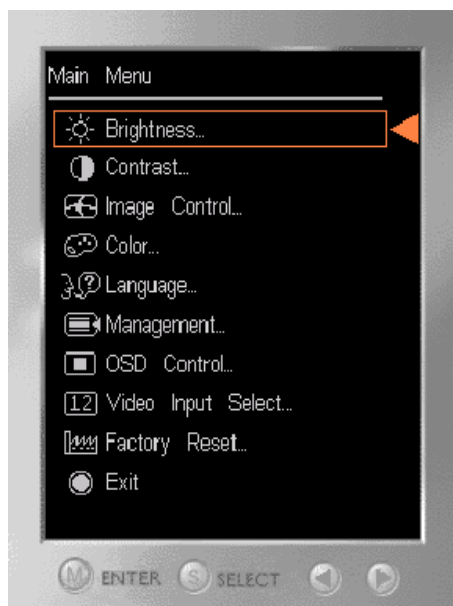 Main Menu
Brightness...
Contrast...
Image Control...
Color...
Language...
Management...
OSD Control...
12 Video Input Select...
Factory Reset...
Exit
M ENTER S SELECT